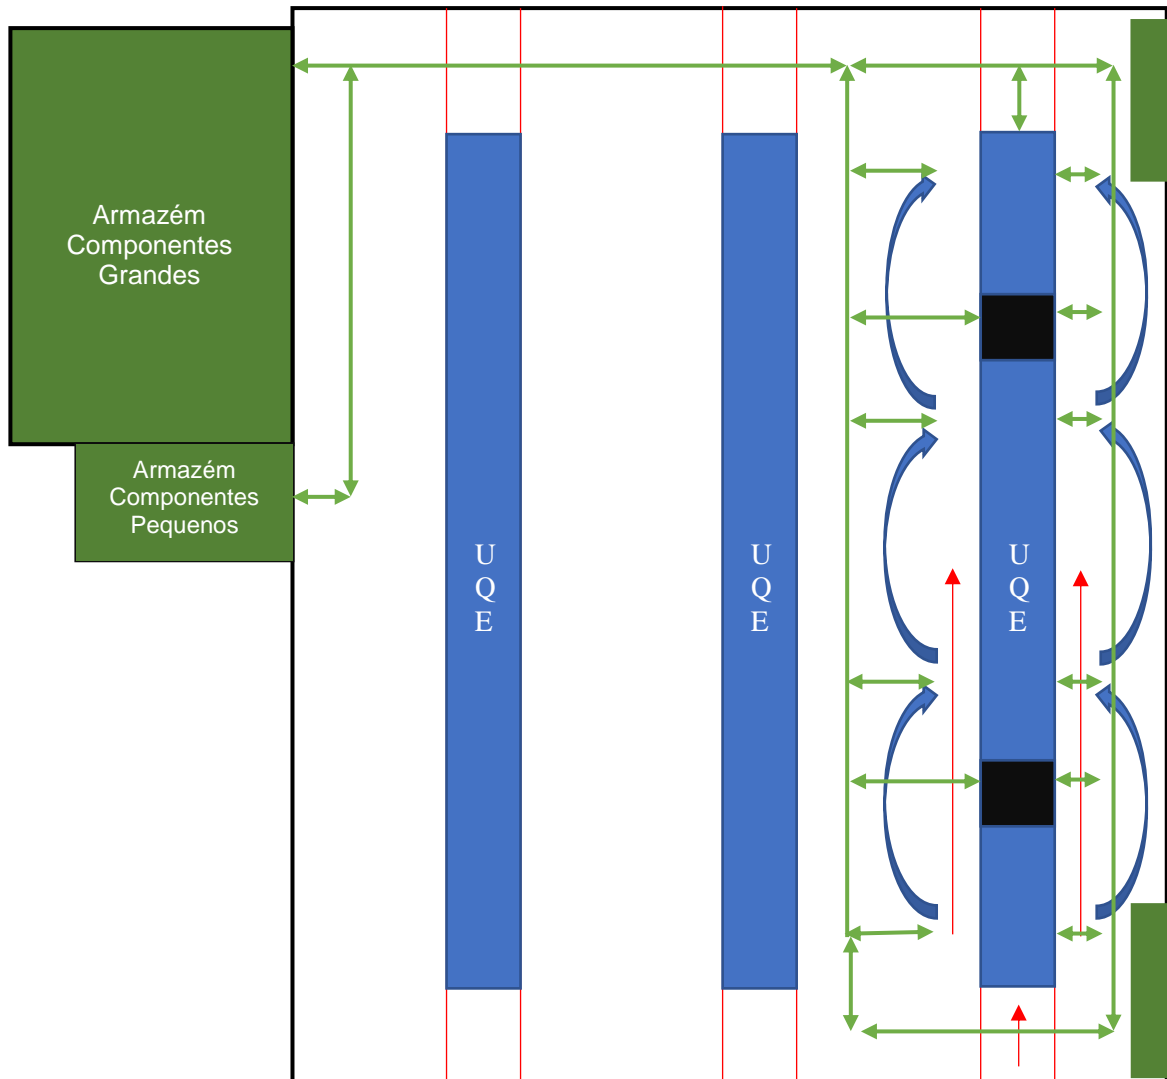 Armazém
Componentes
Grandes
Armazém
Componentes
Pequenos
U
Q
E
U
Q
E
U
Q
E